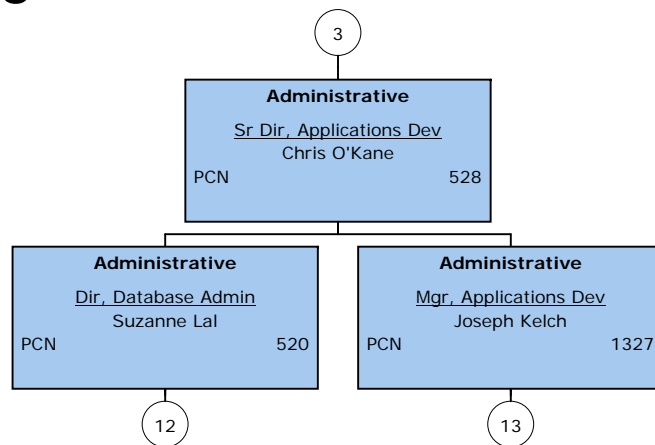 3
Administrative
Sr Dir, Applications Dev
Chris O'Kane
PCN 528
Administrative
Dir, Database Admin
Suzanne Lal
PCN 520
Administrative
Mgr, Applications Dev
Joseph Kelch
PCN 1327
12
13